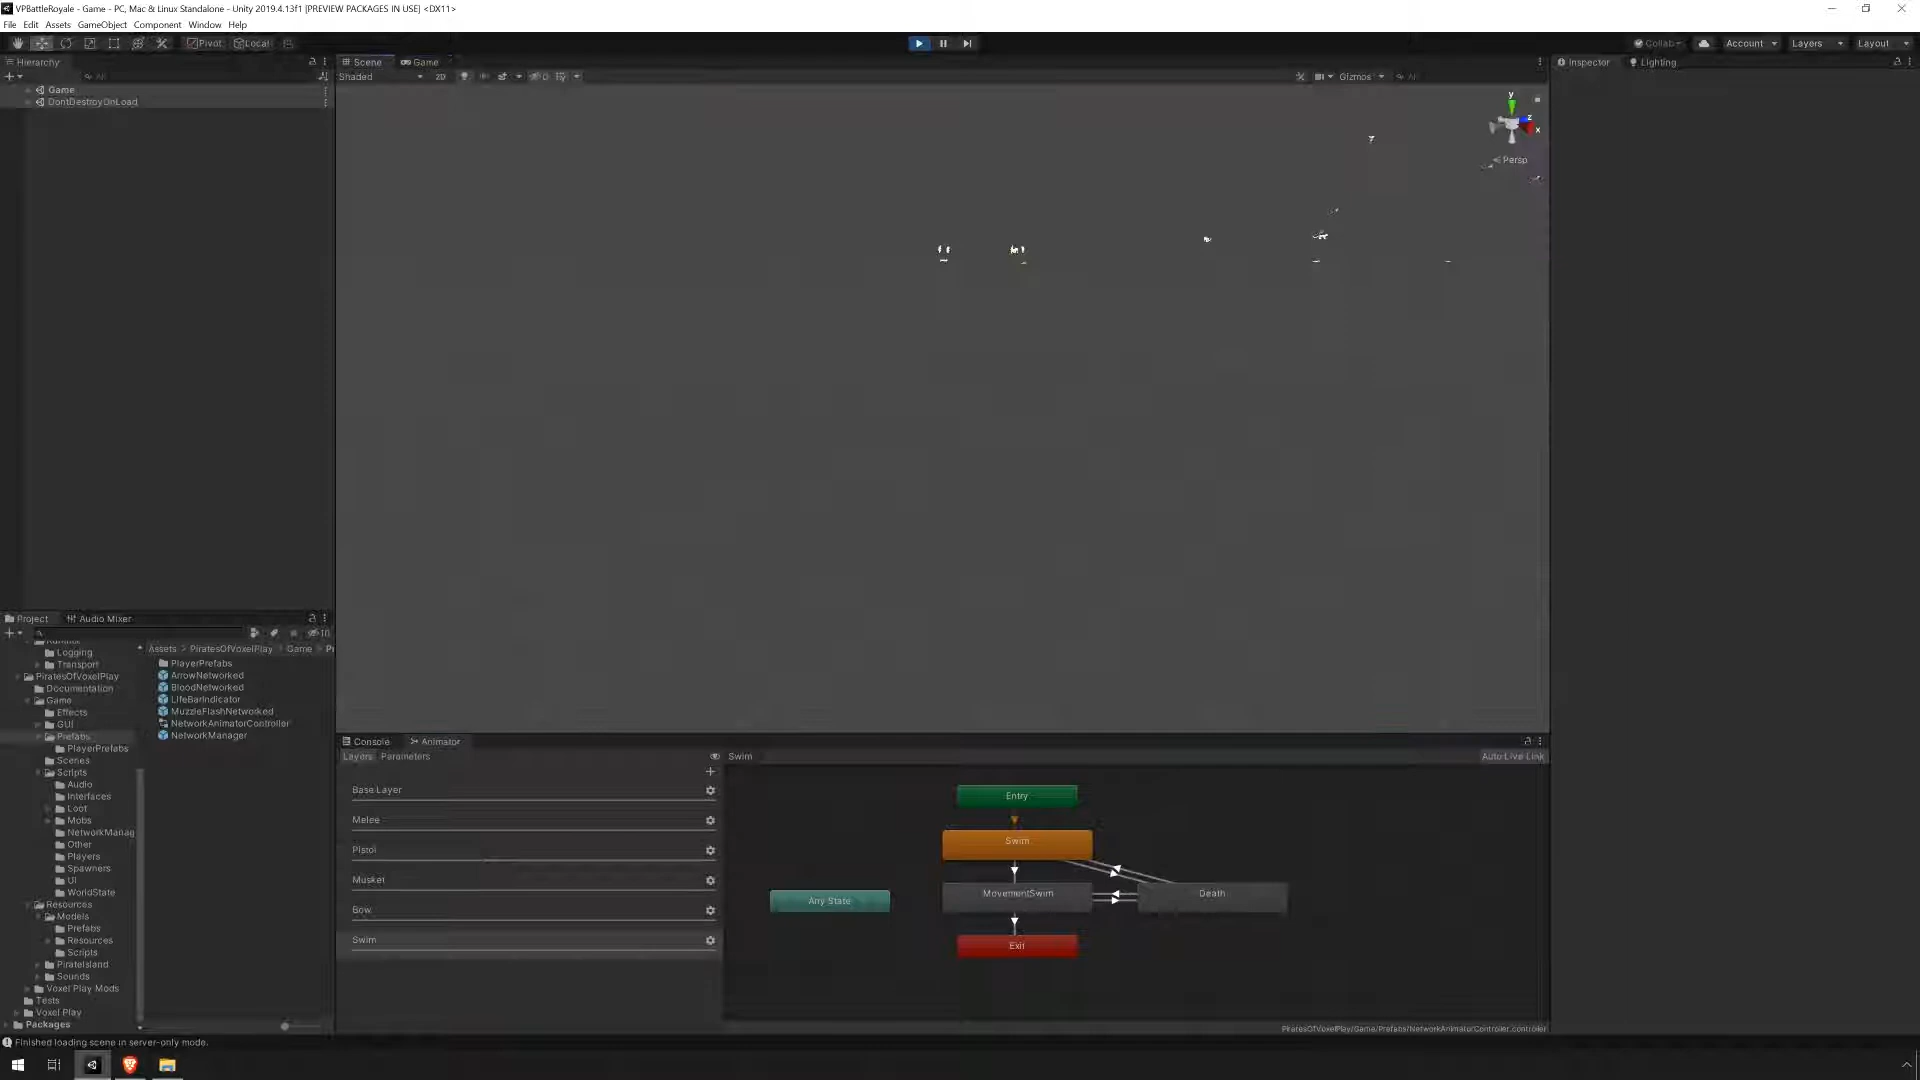 VPBattleRoyale - Game - PC, Mac & Linux Standalone - Unity 2019.4.13f1 [PREVIEW PACKAGES IN USE] <DX11>
File Edit Assets GameObject Component Window Help
Pivot Local Collab Account Layers Layout
Hierarchy
All
Game
DontDestroyOnLoad
Scene Game
Shaded 2D Gizmos All
y
z
x
Persp
Inspector Lighting
Project Audio Mixer
10
Logging
Transport
PiratesOfVoxelPlay
Documentation
Game
Effects
GUI
Prefabs
PlayerPrefabs
Scenes
Scripts
Audio
Interfaces
Loot
Mobs
NetworkManag
Other
Players
Spawners
UI
WorldState
Resources
Models
Prefabs
Resources
Scripts
PirateIsland
Sounds
Voxel Play Mods
Tests
Voxel Play
Packages
Assets > PiratesOfVoxelPlay > Game > P
PlayerPrefabs
ArrowNetworked
BloodNetworked
LifeBarIndicator
MuzzleFlashNetworked
NetworkAnimatorController
NetworkManager
Console Animator
Layers Parameters
Swim
Auto Live Link
Base Layer
Melee
Pistol
Musket
Bow
Swim
Entry
Swim
MovementSwim
Death
Any State
Exit
PiratesOfVoxelPlay/Game/Prefabs/NetworkAnimatorController.controller
Finished loading scene in server-only mode.